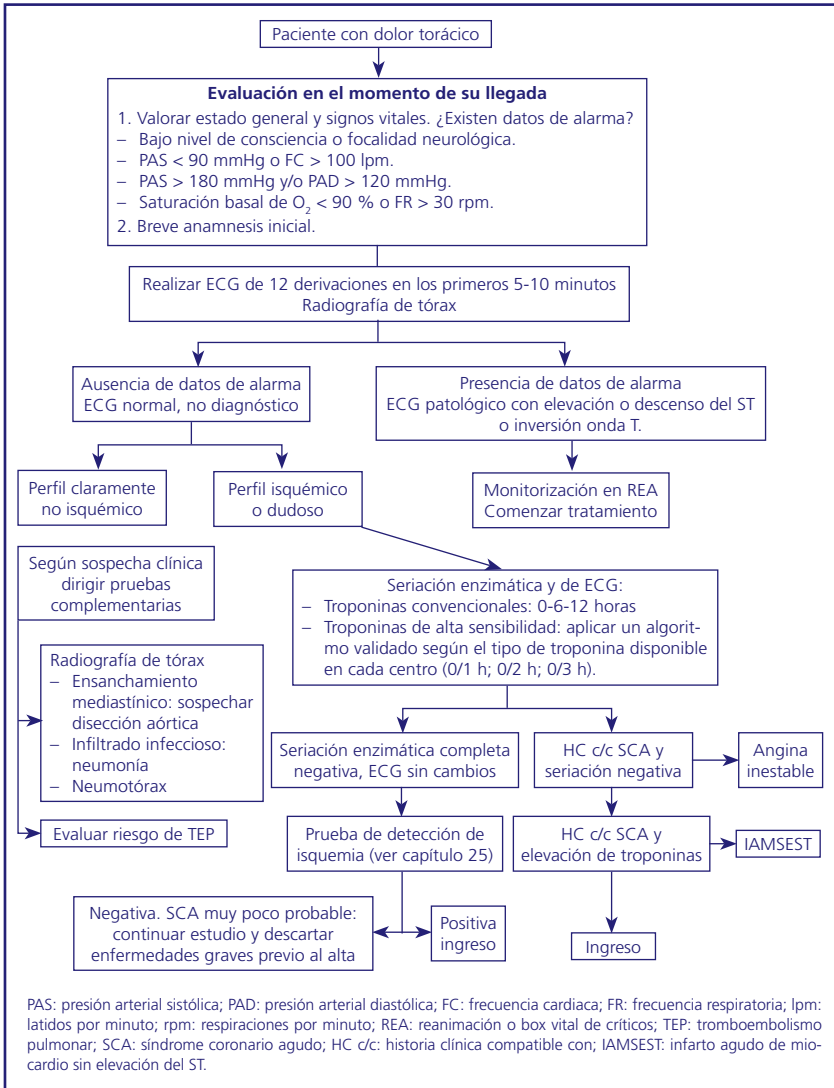 Paciente con dolor torácico
Evaluación en el momento de su llegada
1. Valorar estado general y signos vitales. ¿Existen datos de alarma?
– Bajo nivel de consciencia o focalidad neurológica.
– PAS < 90 mmHg o FC > 100 lpm.
– PAS > 180 mmHg y/o PAD > 120 mmHg.
– Saturación basal de O₂ < 90 % o FR > 30 rpm.
2. Breve anamnesis inicial.
Realizar ECG de 12 derivaciones en los primeros 5-10 minutos
Radiografía de tórax
Ausencia de datos de alarma
ECG normal, no diagnóstico
Presencia de datos de alarma
ECG patológico con elevación o descenso del ST
o inversión onda T.
Perfil claramente
no isquémico
Perfil isquémico
o dudoso
Monitorización en REA
Comenzar tratamiento
Según sospecha clínica
dirigir pruebas
complementarias
Radiografía de tórax
– Ensanchamiento
mediastínico: sospechar
disección aórtica
– Infiltrado infeccioso:
neumonía
– Neumotórax
Evaluar riesgo de TEP
Seriación enzimática y de ECG:
– Troponinas convencionales: 0-6-12 horas
– Troponinas de alta sensibilidad: aplicar un algorit-
mo validado según el tipo de troponina disponible
en cada centro (0/1 h; 0/2 h; 0/3 h).
Seriación enzimática completa
negativa, ECG sin cambios
HC c/c SCA y
seriación negativa
Angina
inestable
Prueba de detección de
isquemia (ver capítulo 25)
HC c/c SCA y
elevación de troponinas
IAMSEST
Negativa. SCA muy poco probable:
continuar estudio y descartar
enfermedades graves previo al alta
Positiva
ingreso
Ingreso
PAS: presión arterial sistólica; PAD: presión arterial diastólica; FC: frecuencia cardiaca; FR: frecuencia respiratoria; lpm:
latidos por minuto; rpm: respiraciones por minuto; REA: reanimación o box vital de críticos; TEP: tromboembolismo
pulmonar; SCA: síndrome coronario agudo; HC c/c: historia clínica compatible con; IAMSEST: infarto agudo de mio-
cardio sin elevación del ST.